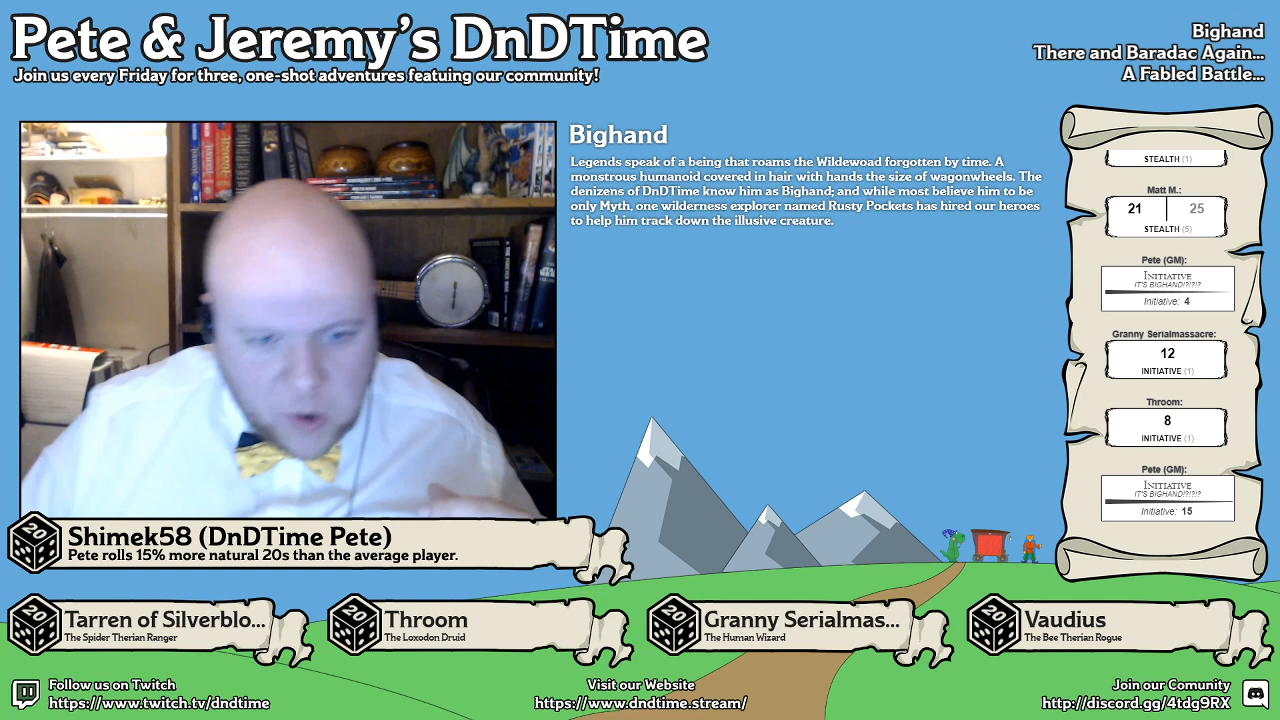 Pete & Jeremy's DnDTime
Join us every Friday for three, one-shot adventures featuing our community!
Bighand
There and Baradac Again...
A Fabled Battle...
Bighand
Legends speak of a being that roams the Wildewoad forgotten by time. A
monstrous humanoid covered in hair with hands the size of wagonwheels. The
denizens of DnDTime know him as Bighand; and while most believe him to be
only Myth, one wilderness explorer named Rusty Pockets has hired our heroes
to help him track down the illusive creature.
STEALTH (1)
Matt M.:
21 25
STEALTH (5)
Pete (GM):
INITIATIVE
IT'S BIGHAND!?!?!?
Initiative: 4
Granny Serialmassacre:
12
INITIATIVE (1)
Throom:
8
INITIATIVE (1)
Pete (GM):
INITIATIVE
IT'S BIGHAND!?!?!?
Initiative: 15
20
Shimek58 (DnDTime Pete)
Pete rolls 15% more natural 20s than the average player.
20
Tarren of Silverblo...
The Spider Therian Ranger
20
Throom
The Loxodon Druid
20
Granny Serialmas...
The Human Wizard
20
Vaudius
The Bee Therian Rogue
Follow us on Twitch
https://www.twitch.tv/dndtime
Visit our Website
https://www.dndtime.stream/
Join our Comunity
http://discord.gg/4tdg9RX